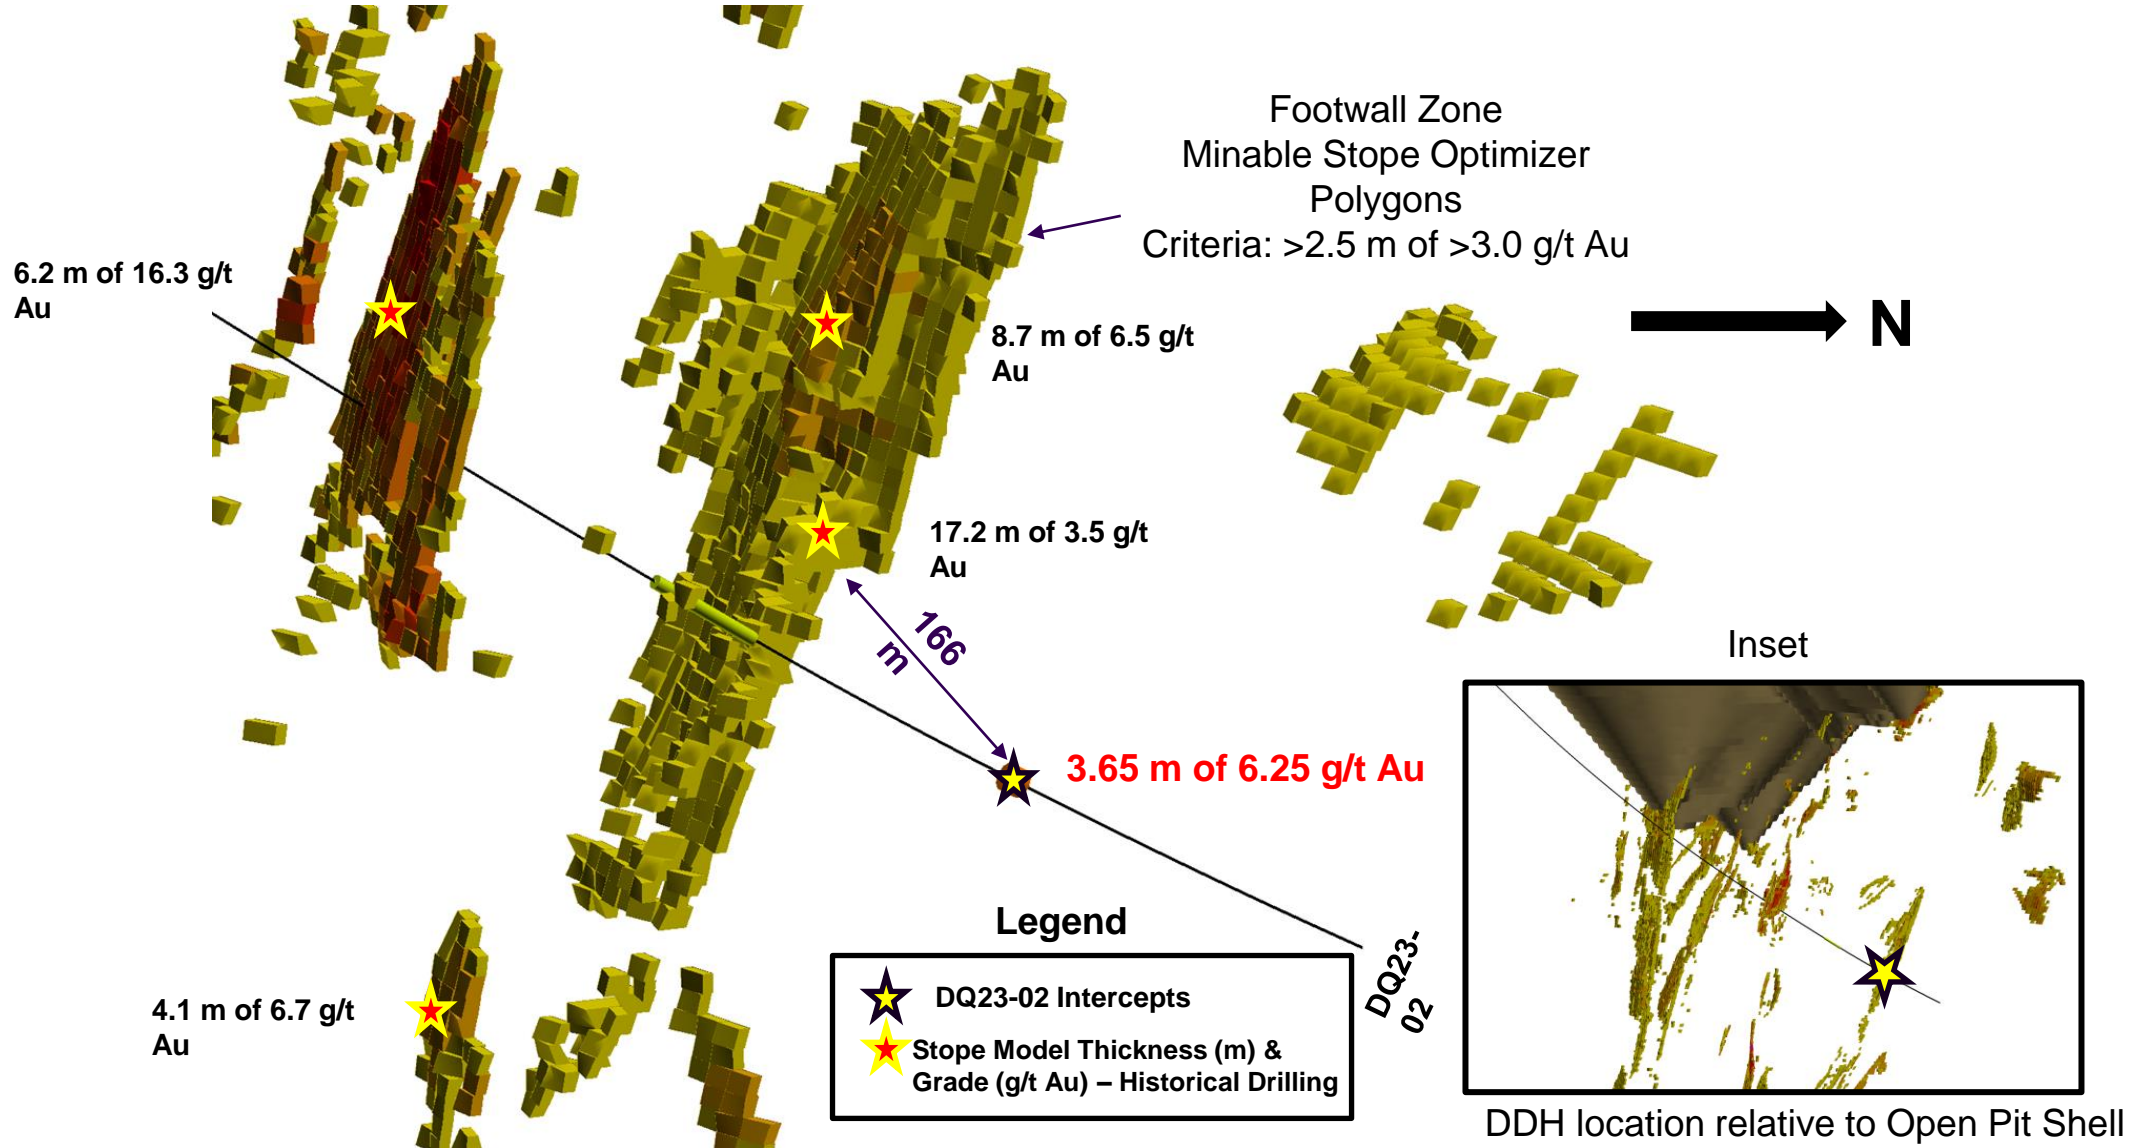 Footwall Zone
Minable Stope Optimizer
Polygons
Criteria: >2.5 m of >3.0 g/t Au
6.2 m of 16.3 g/t
Au
8.7 m of 6.5 g/t
Au
N
17.2 m of 3.5 g/t
Au
166
m
3.65 m of 6.25 g/t Au
Inset
DQ23-
02
4.1 m of 6.7 g/t
Au
Legend
DQ23-02 Intercepts
Stope Model Thickness (m) &
Grade (g/t Au) – Historical Drilling
DDH location relative to Open Pit Shell